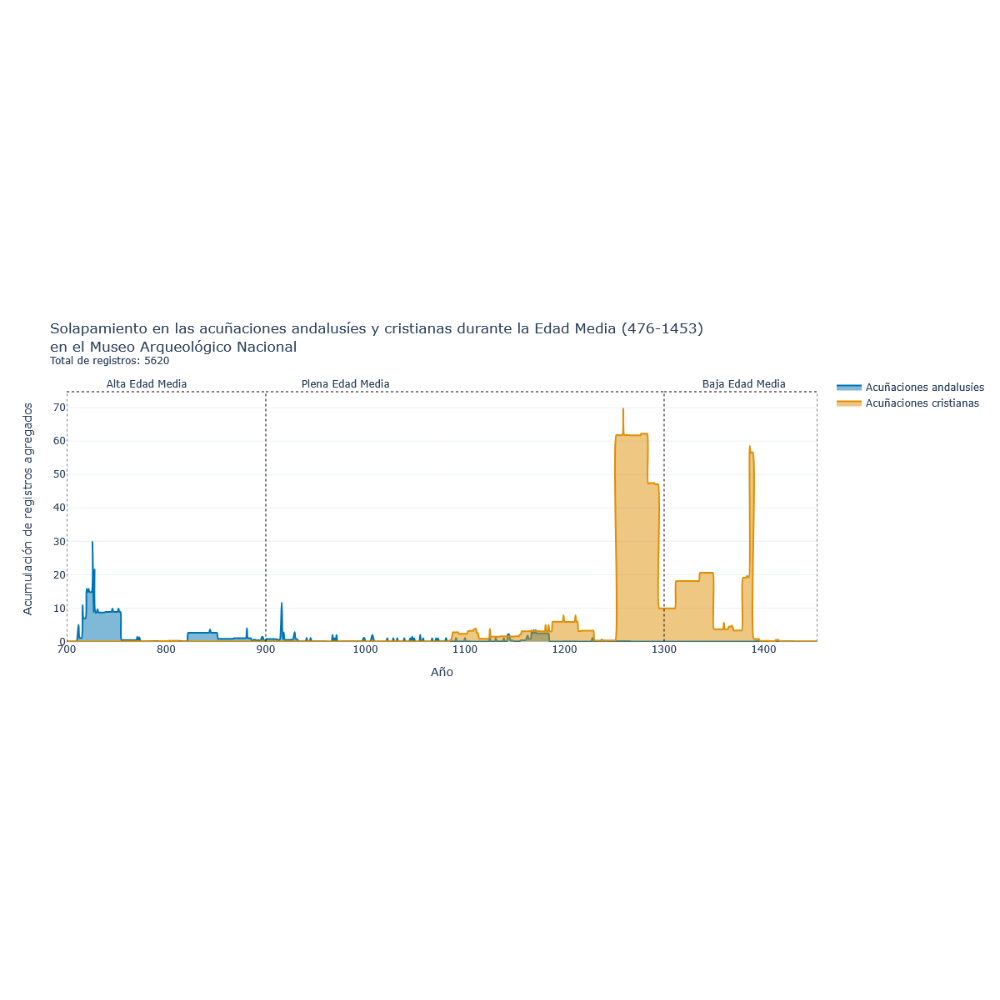 Solapamiento en las acuñaciones andalusíes y cristianas durante la Edad Media (476-1453)
en el Museo Arqueológico Nacional
Total de registros: 5620
Alta Edad Media
Plena Edad Media
Baja Edad Media
Acuñaciones andalusíes
Acuñaciones cristianas
Acumulación de registros agregados
70
60
50
40
30
20
10
0
700
800
900
1000
1100
1200
1300
1400
Año